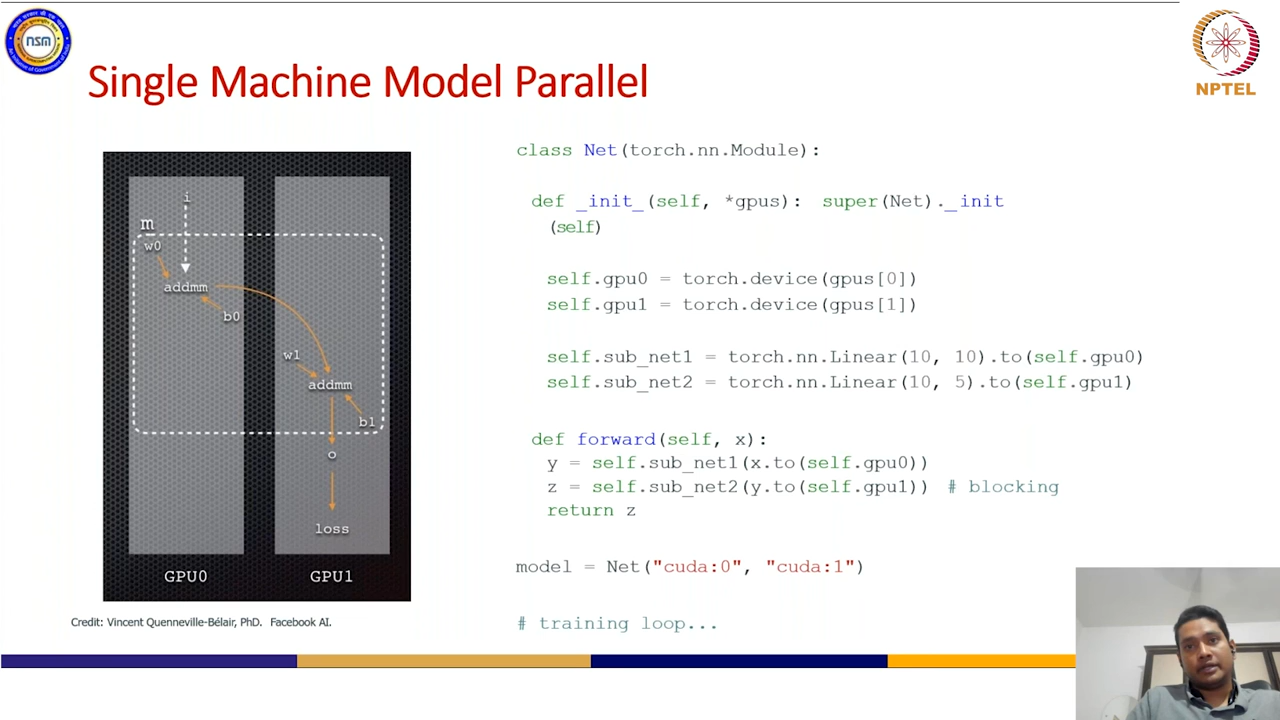 nsm
NPTEL
Single Machine Model Parallel
i
m
w0
addmm
b0
w1
addmm
b1
o
loss
GPU0
GPU1
Credit: Vincent Quenneville-Bélair, PhD. Facebook AI.
class Net(torch.nn.Module):
def _init_(self, *gpus): super(Net)._init
(self)
self.gpu0 = torch.device(gpus[0])
self.gpu1 = torch.device(gpus[1])
self.sub_net1 = torch.nn.Linear(10, 10).to(self.gpu0)
self.sub_net2 = torch.nn.Linear(10, 5).to(self.gpu1)
def forward(self, x):
y = self.sub_net1(x.to(self.gpu0))
z = self.sub_net2(y.to(self.gpu1)) # blocking
return z
model = Net("cuda:0", "cuda:1")
# training loop...